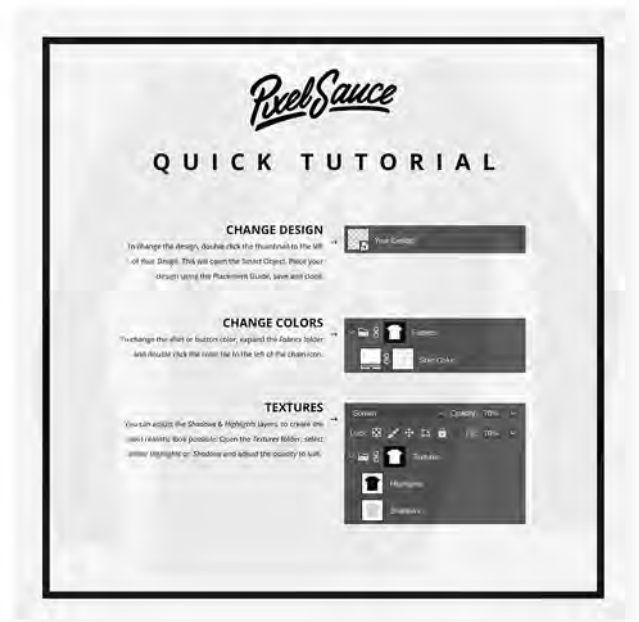 PixelSauce
QUICK TUTORIAL
CHANGE DESIGN
To change the design, double click the thumbnail to the left
of Your Design. This will open the Smart Object. Place your
design using the Placement Guide, save and close.
Your Design
CHANGE COLORS
To change the shirt or button color, expand the Fabrics folder
and double click the color tile to the left of the chain icon.
Fabrics
Shirt Color
TEXTURES
You can adjust the Shadows & Highlights layers, to create the
most realistic look possible. Open the Textures folder, select
either Highlights or Shadows and adjust the opacity to suit.
Screen
Opacity: 70%
Lock:
Fill: 70%
Textures
Highlights
Shadows